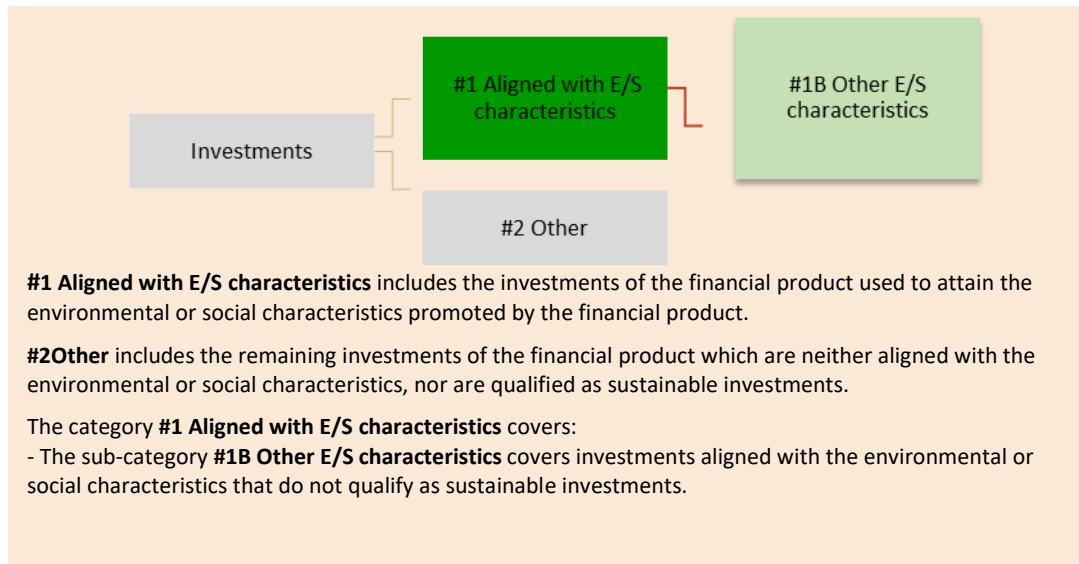 #1 Aligned with E/S
characteristics
#1B Other E/S
characteristics
Investments
#2 Other
#1 Aligned with E/S characteristics includes the investments of the financial product used to attain the
environmental or social characteristics promoted by the financial product.
#2Other includes the remaining investments of the financial product which are neither aligned with the
environmental or social characteristics, nor are qualified as sustainable investments.
The category #1 Aligned with E/S characteristics covers:
- The sub-category #1B Other E/S characteristics covers investments aligned with the environmental or
social characteristics that do not qualify as sustainable investments.